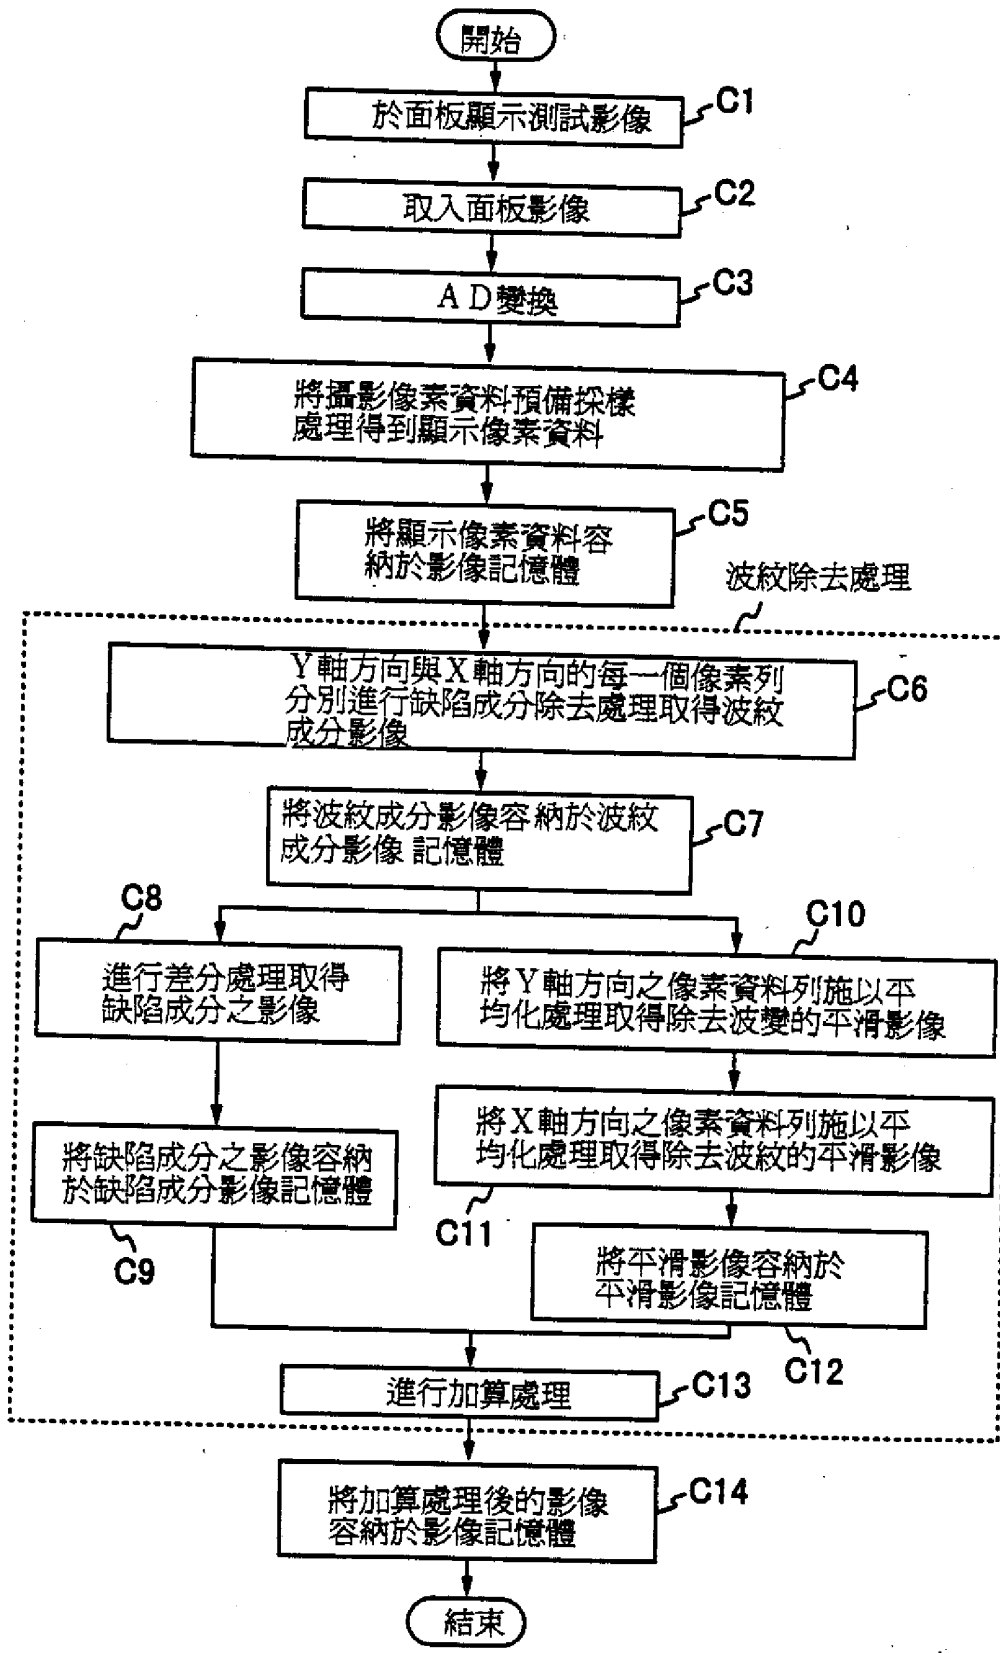 開始
C1
於面板顯示測試影像
C2
取入面板影像
C3
AD變換
C4
將攝影像素資料預備採樣
處理得到顯示像素資料
C5
將顯示像素資料容
納於影像記憶體
波紋除去處理
C6
Y軸方向與X軸方向的每一個像素列
分別進行缺陷成分除去處理取得波紋
成分影像
C7
將波紋成分影像容納於波紋
成分影像記憶體
C8
進行差分處理取得
缺陷成分之影像
C10
將Y軸方向之像素資料列施以平
均化處理取得除去波變的平滑影像
將X軸方向之像素資料列施以平
均化處理取得除去波紋的平滑影像
C11
將缺陷成分之影像容納
於缺陷成分影像記憶體
C9
將平滑影像容納於
平滑影像記憶體
C12
C13
進行加算處理
C14
將加算處理後的影像
容納於影像記憶體
結束